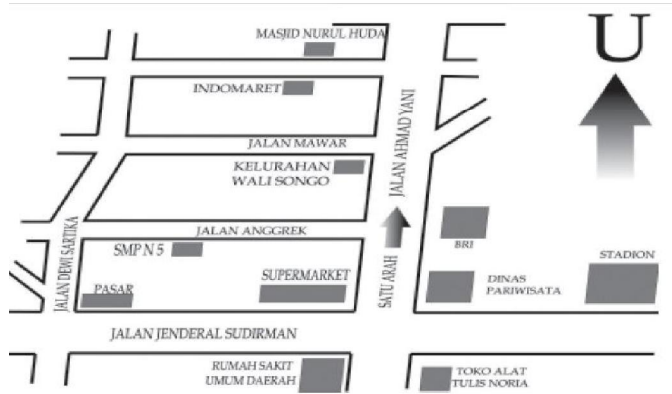 MASJID NURUL HUDA
U
INDOMARET
JALAN AHMAD YANI
JALAN MAWAR
KELURAHAN
WALI SONGO
JALAN ANGGREK
JALAN DEWI SARTIKA
SMP N 5
BRI
SATU ARAH
STADION
PASAR
SUPERMARKET
DINAS
PARIWISATA
JALAN JENDERAL SUDIRMAN
RUMAH SAKIT
UMUM DAERAH
TOKO ALAT
TULIS NORIA